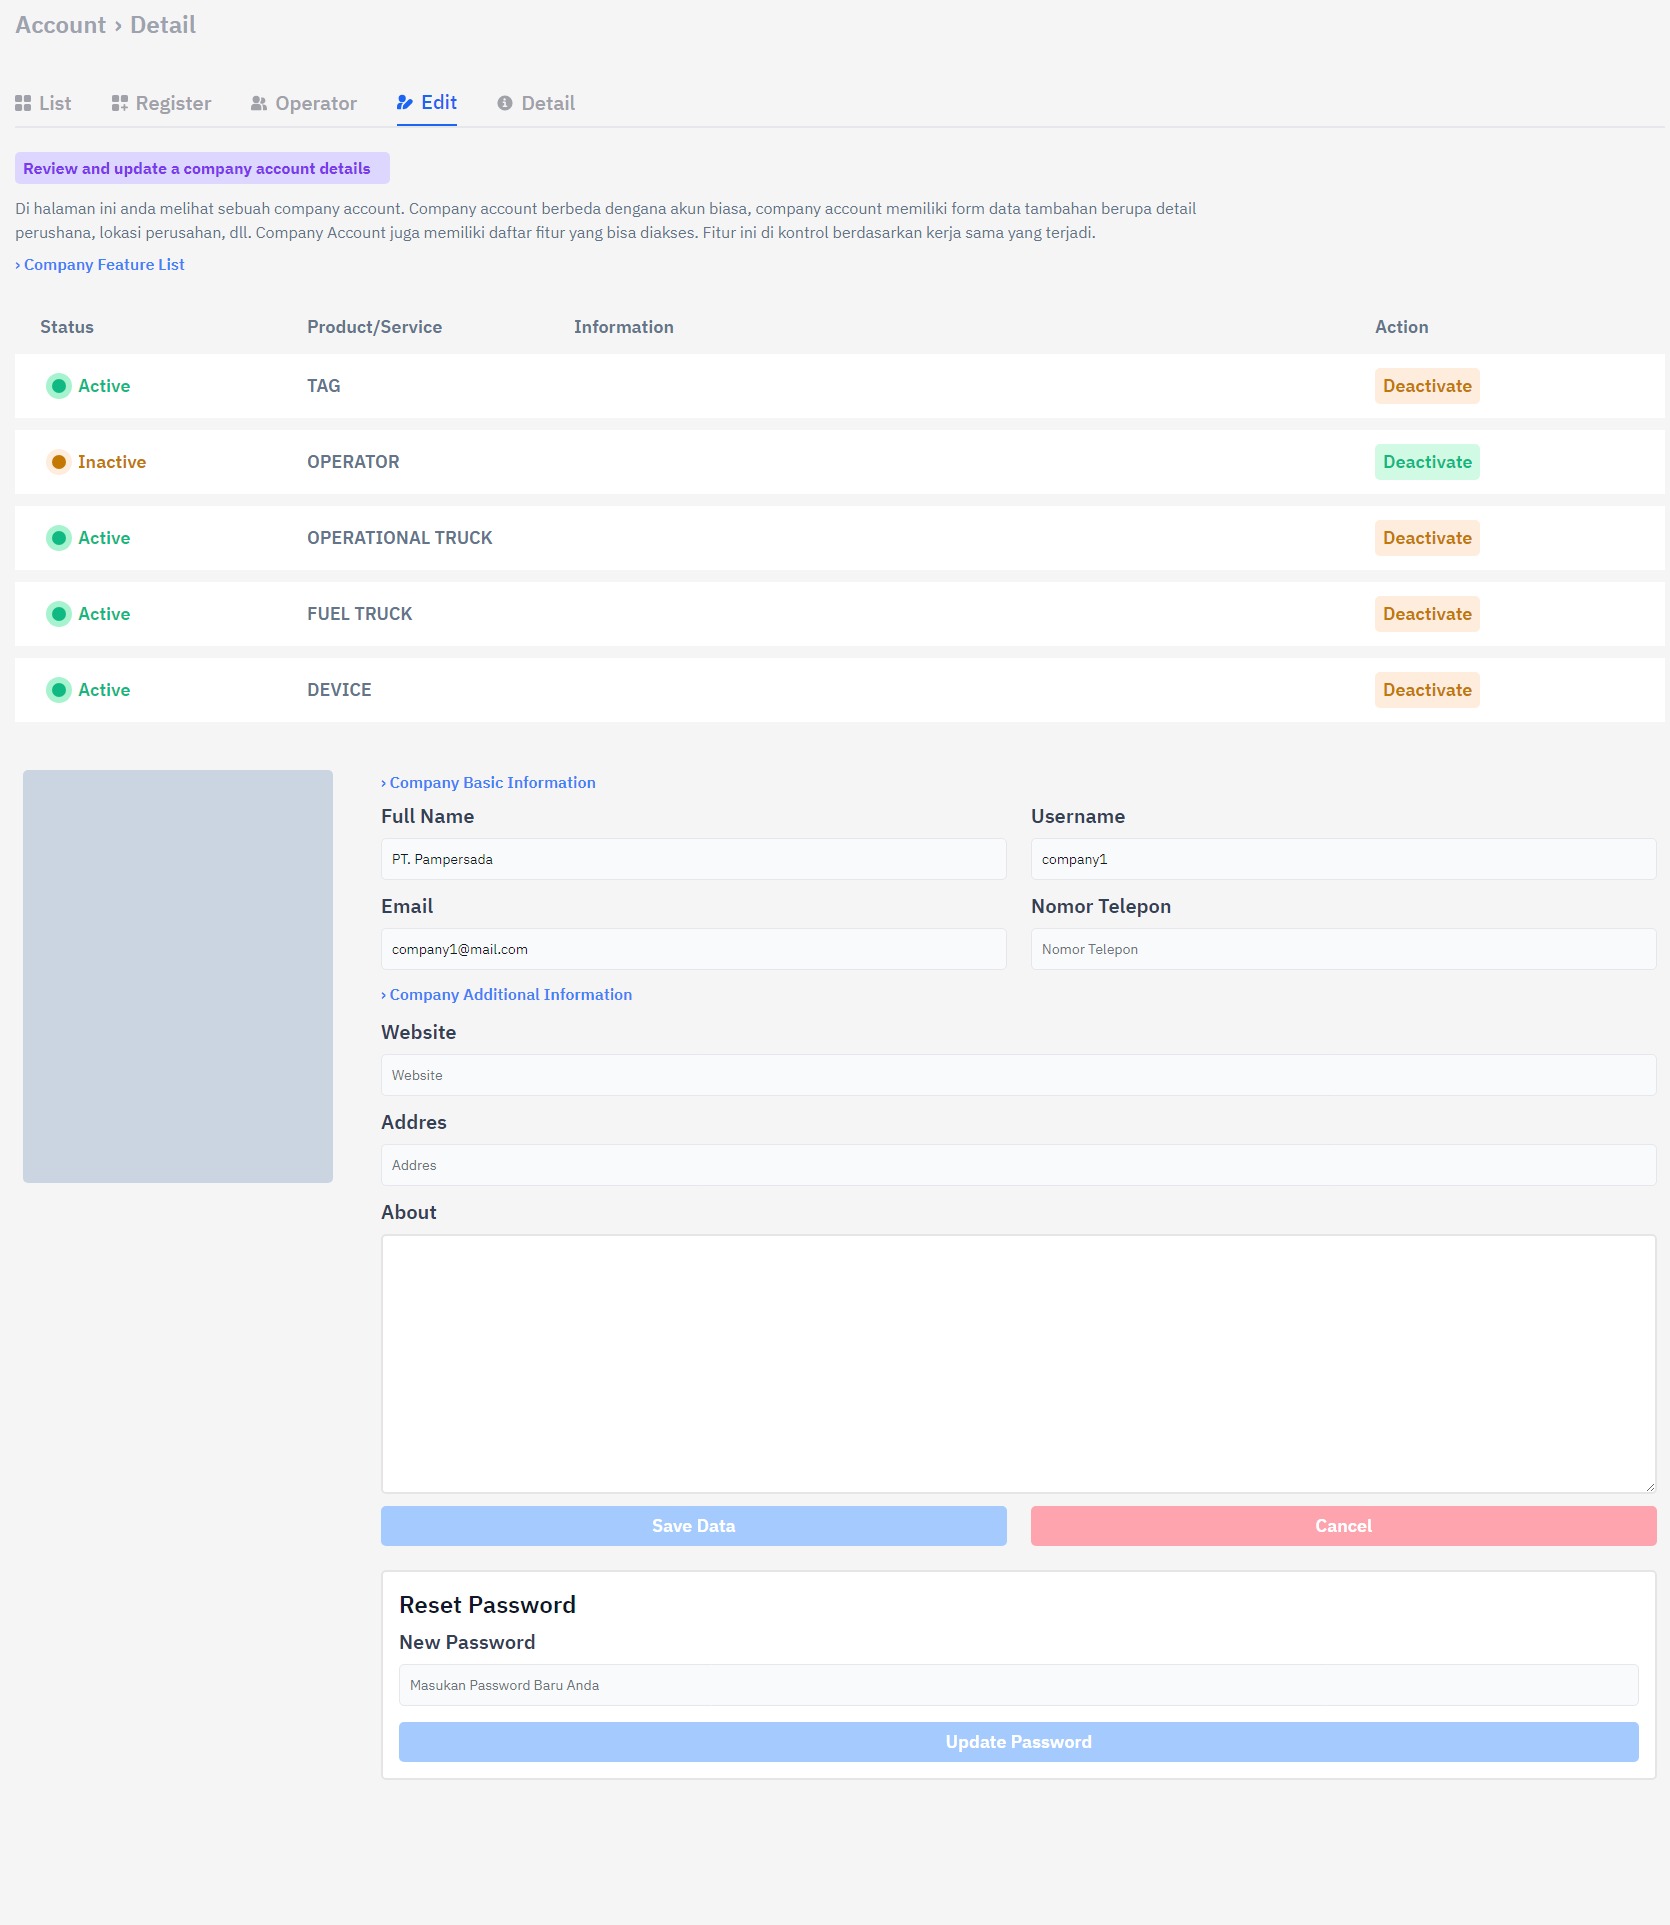 Account › Detail
List Register Operator Edit Detail
Review and update a company account details
Di halaman ini anda melihat sebuah company account. Company account berbeda dengana akun biasa, company account memiliki form data tambahan berupa detail
perushana, lokasi perusahan, dll. Company Account juga memiliki daftar fitur yang bisa diakses. Fitur ini di kontrol berdasarkan kerja sama yang terjadi.
› Company Feature List
Status Product/Service Information Action
Active TAG Deactivate
Inactive OPERATOR Deactivate
Active OPERATIONAL TRUCK Deactivate
Active FUEL TRUCK Deactivate
Active DEVICE Deactivate
› Company Basic Information
Full Name Username
PT. Pampersada company1
Email Nomor Telepon
company1@mail.com Nomor Telepon
› Company Additional Information
Website
Website
Addres
Addres
About
Save Data Cancel
Reset Password
New Password
Masukan Password Baru Anda
Update Password